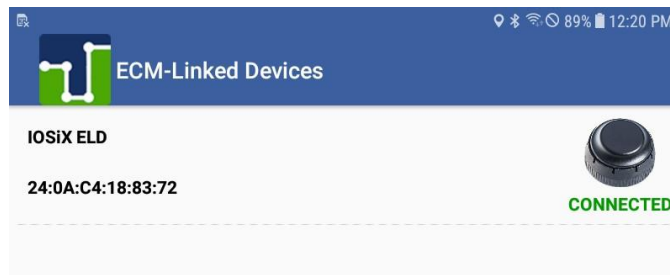 89% 12:20 PM
ECM-Linked Devices
IOSiX ELD
24:0A:C4:18:83:72
CONNECTED